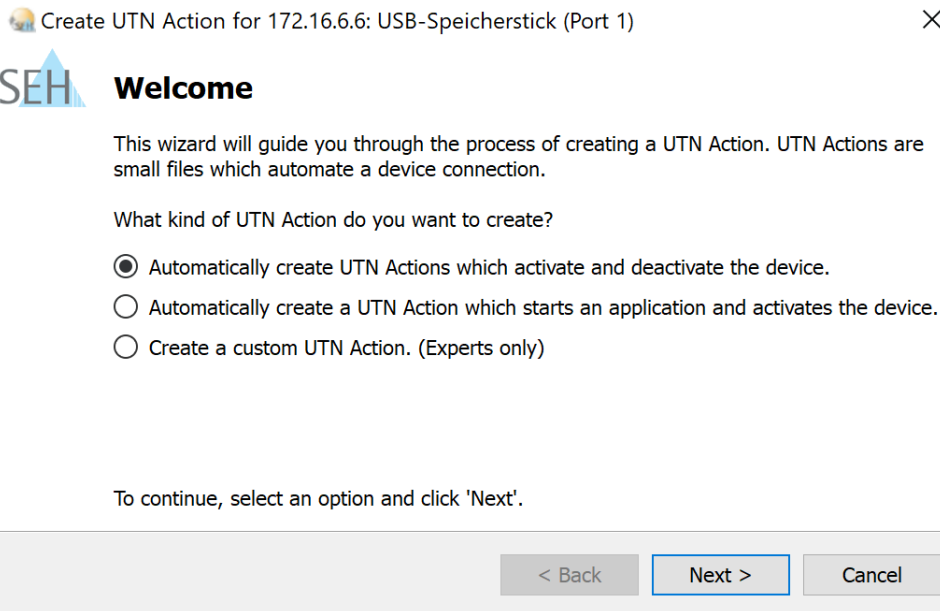 Create UTN Action for 172.16.6.6: USB-Speicherstick (Port 1)
SEH
Welcome
This wizard will guide you through the process of creating a UTN Action. UTN Actions are
small files which automate a device connection.
What kind of UTN Action do you want to create?
Automatically create UTN Actions which activate and deactivate the device.
Automatically create a UTN Action which starts an application and activates the device.
Create a custom UTN Action. (Experts only)
To continue, select an option and click 'Next'.
< Back
Next >
Cancel